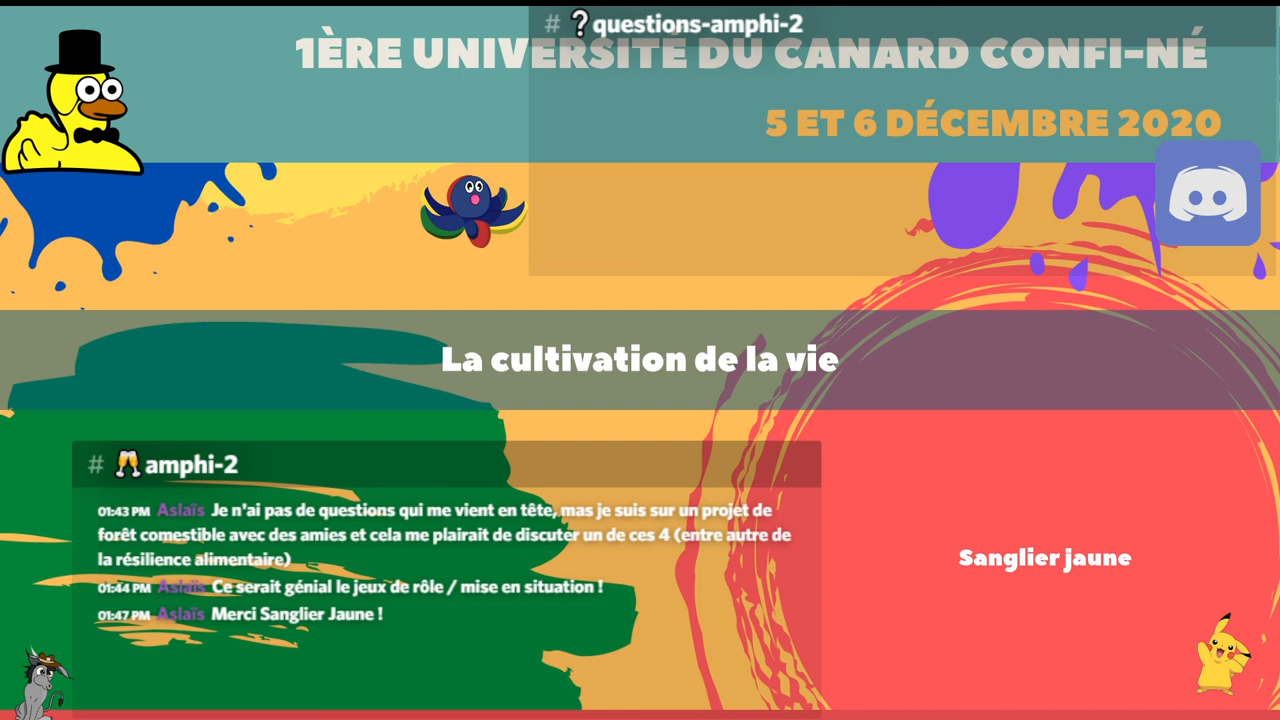 # ❓questions-amphi-2
1ÈRE UNIVERSITÉ DU CANARD CONFI-NÉ
5 ET 6 DÉCEMBRE 2020
La cultivation de la vie
# 🥂amphi-2
01:43 PM Aslaïs Je n'ai pas de questions qui me vient en tête, mas je suis sur un projet de
forêt comestible avec des amies et cela me plairait de discuter un de ces 4 (entre autre de
la résilience alimentaire)
01:44 PM Aslaïs Ce serait génial le jeux de rôle / mise en situation !
01:47 PM Aslaïs Merci Sanglier Jaune !
Sanglier jaune